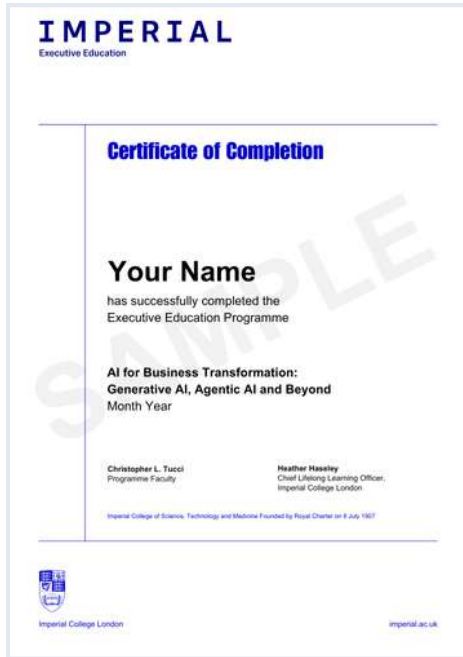 IMPERIAL
Executive Education
Certificate of Completion
SAMPLE
Your Name
has successfully completed the
Executive Education Programme
AI for Business Transformation:
Generative AI, Agentic AI and Beyond
Month Year
Christopher L. Tucci
Programme Faculty
Heather Haseley
Chief Lifelong Learning Officer,
Imperial College London
Imperial College of Science, Technology and Medicine Founded by Royal Charter on 8 July 1907
Imperial College London
imperial.ac.uk